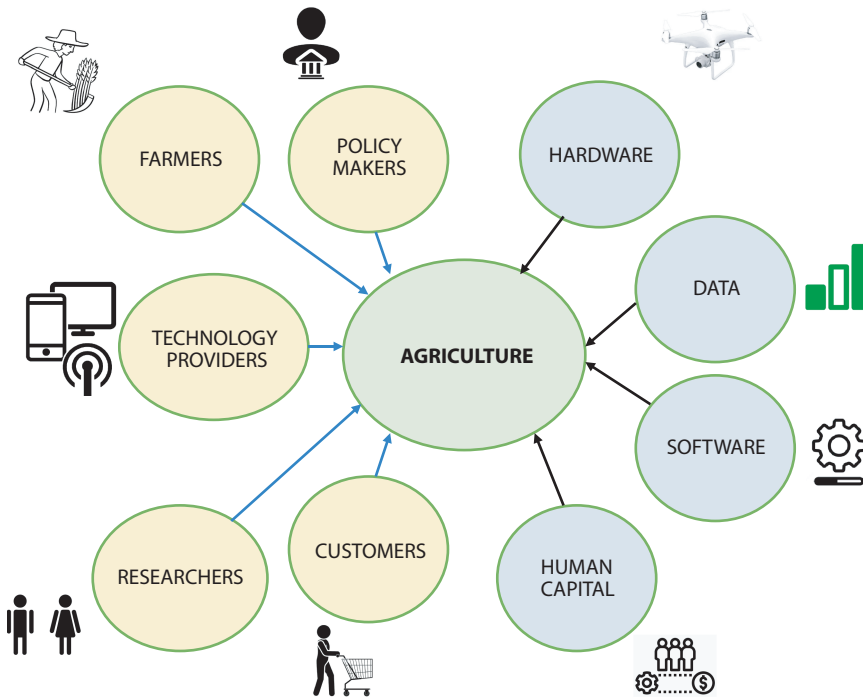 FARMERS
POLICY
MAKERS
HARDWARE
DATA
TECHNOLOGY
PROVIDERS
AGRICULTURE
SOFTWARE
RESEARCHERS
CUSTOMERS
HUMAN
CAPITAL
$